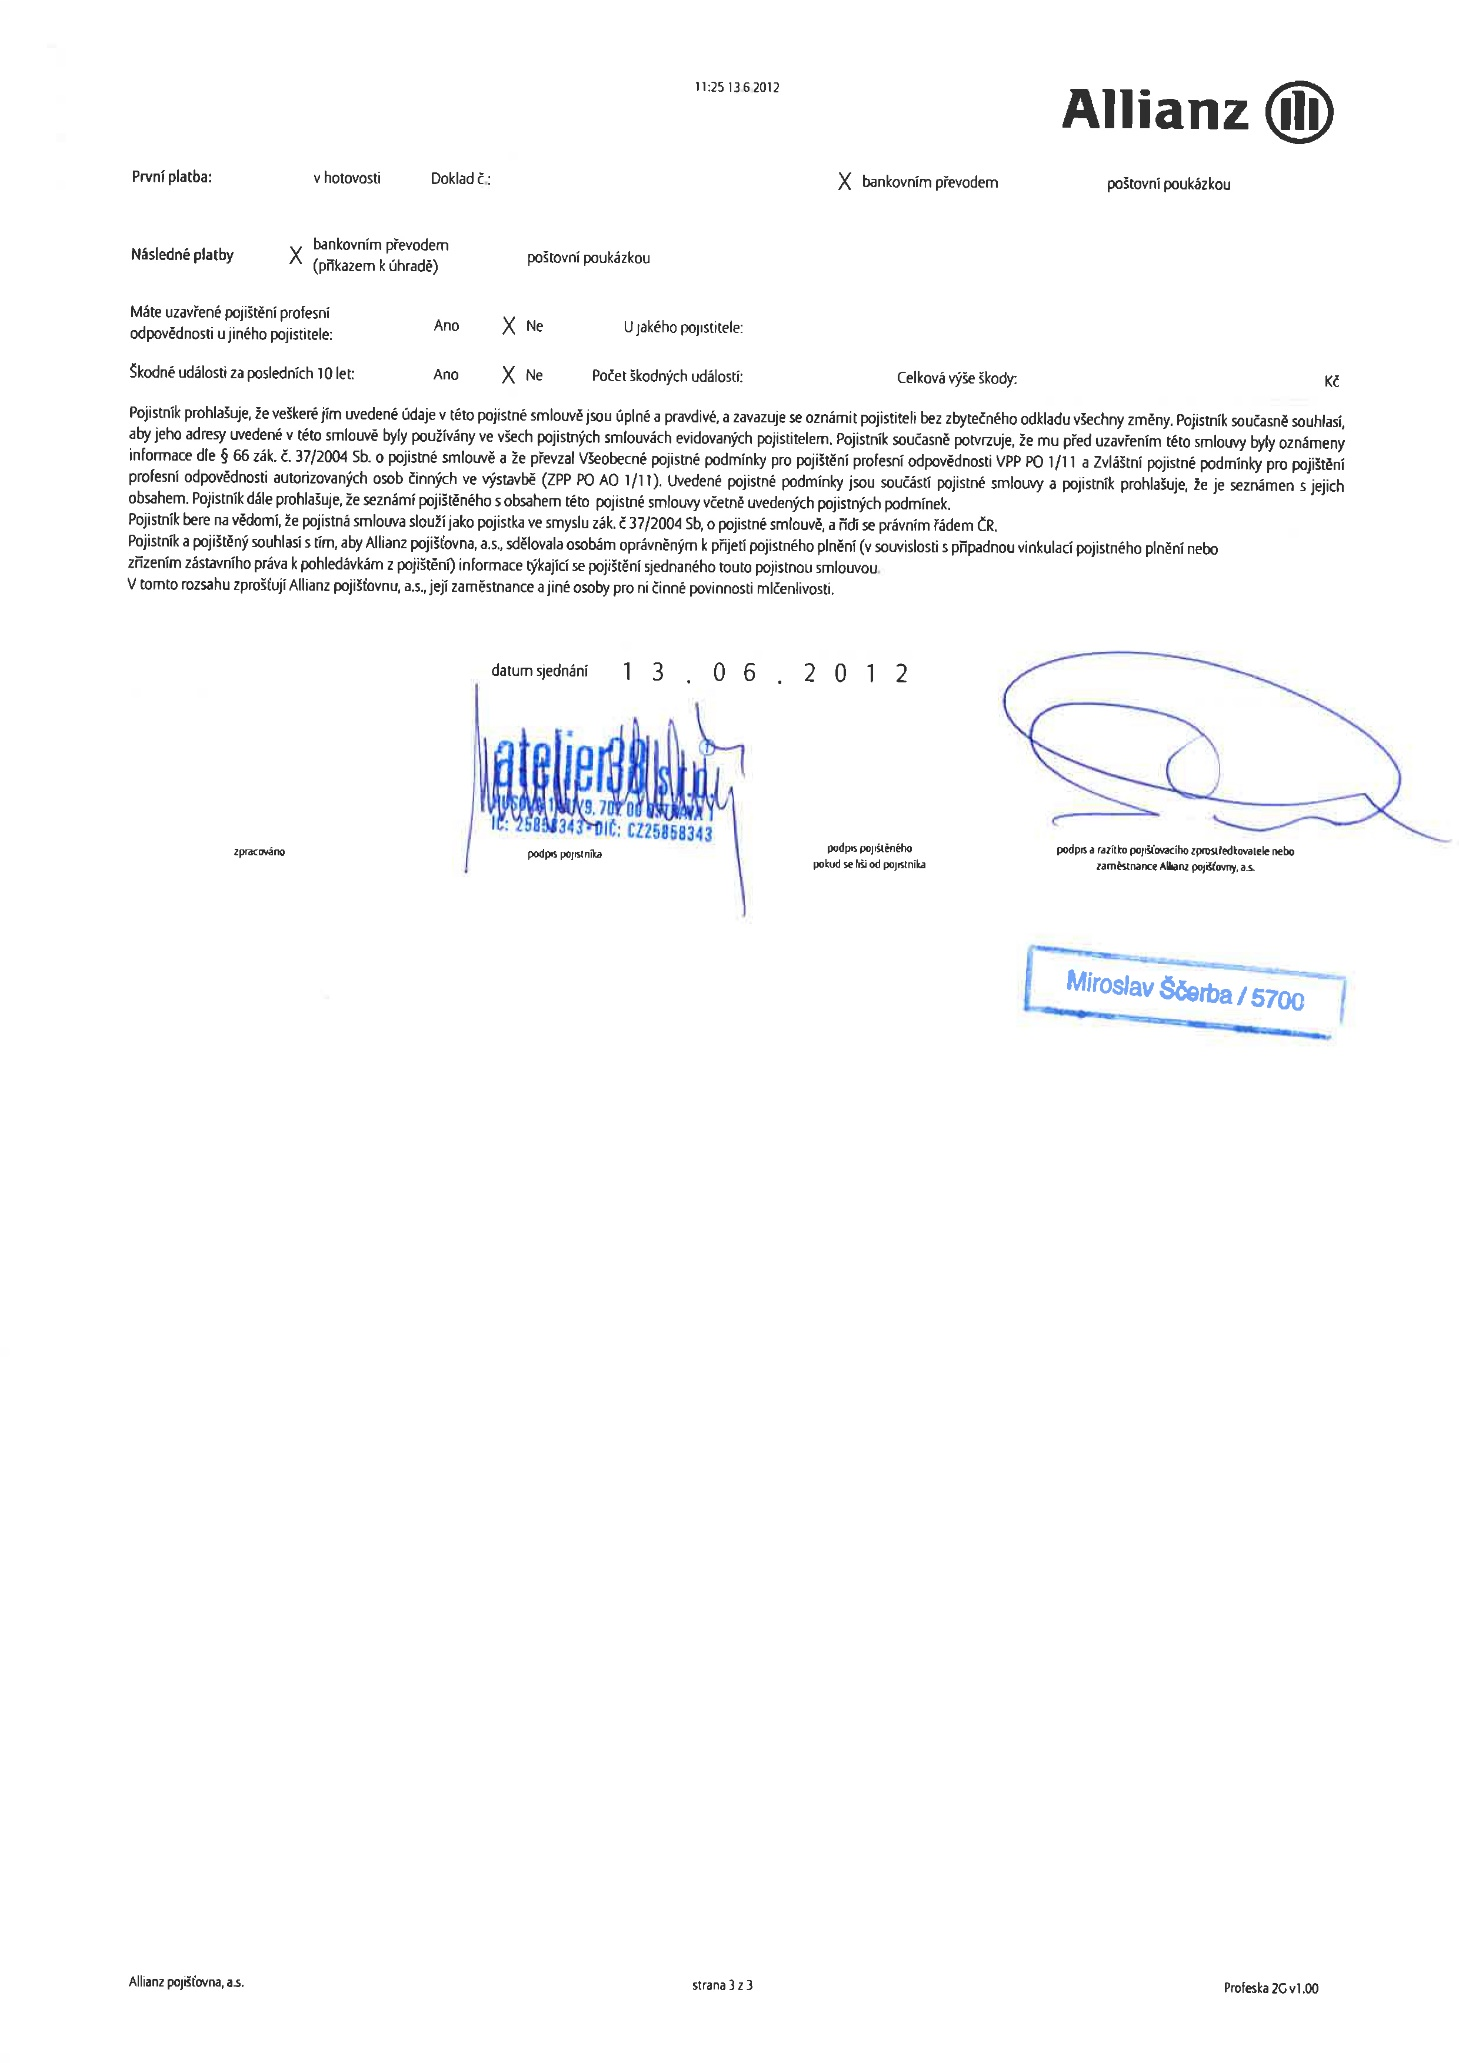 11:25 13.6.2012
Allianz
První platba: v hotovosti Doklad č.: X bankovním převodem poštovní poukázkou
Následné platby X bankovním převodem (příkazem k úhradě) poštovní poukázkou
Máte uzavřené pojištění profesní
odpovědnosti u jiného pojistitele: Ano X Ne U jakého pojistitele:
Škodné události za posledních 10 let: Ano X Ne Počet škodných událostí: Celková výše škody: Kč
Pojistník prohlašuje, že veškeré jím uvedené údaje v této pojistné smlouvě jsou úplné a pravdivé, a zavazuje se oznámit pojistiteli bez zbytečného odkladu všechny změny. Pojistník současně souhlasí,
aby jeho adresy uvedené v této smlouvě byly používány ve všech pojistných smlouvách evidovaných pojistitelem. Pojistník současně potvrzuje, že mu před uzavřením této smlouvy byly oznámeny
informace dle § 66 zák. č. 37/2004 Sb. o pojistné smlouvě a že převzal Všeobecné pojistné podmínky pro pojištění profesní odpovědnosti VPP PO 1/11 a Zvláštní pojistné podmínky pro pojištění
profesní odpovědnosti autorizovaných osob činných ve výstavbě (ZPP PO AO 1/11). Uvedené pojistné podmínky jsou součástí pojistné smlouvy a pojistník prohlašuje, že je seznámen s jejich
obsahem. Pojistník dále prohlašuje, že seznámí pojištěného s obsahem této pojistné smlouvy včetně uvedených pojistných podmínek.
Pojistník bere na vědomí, že pojistná smlouva slouží jako pojistka ve smyslu zák. č 37/2004 Sb, o pojistné smlouvě, a řídí se právním řádem ČR.
Pojistník a pojištěný souhlasí s tím, aby Allianz pojišťovna, a.s., sdělovala osobám oprávněným k přijetí pojistného plnění (v souvislosti s případnou vinkulací pojistného plnění nebo
zřízením zástavního práva k pohledávkám z pojištění) informace týkající se pojištění sjednaného touto pojistnou smlouvou.
V tomto rozsahu zprošťují Allianz pojišťovnu, a.s., její zaměstnance a jiné osoby pro ni činné povinnosti mlčenlivosti.
datum sjednání 13.06.2012
atelier38 s.r.o.
702 00 OSTRAVA 1
IČ: 25858343 DIČ: CZ25858343
zpracováno podpis pojistníka podpis pojištěného podpis a razítko pojišťovacího zprostředkovatele nebo
pokud se liší od pojistníka zaměstnance Allianz pojišťovny, a.s.
Miroslav Ščerba / 5700
Allianz pojišťovna, a.s. strana 3 z 3 Profeska 2G v1.00